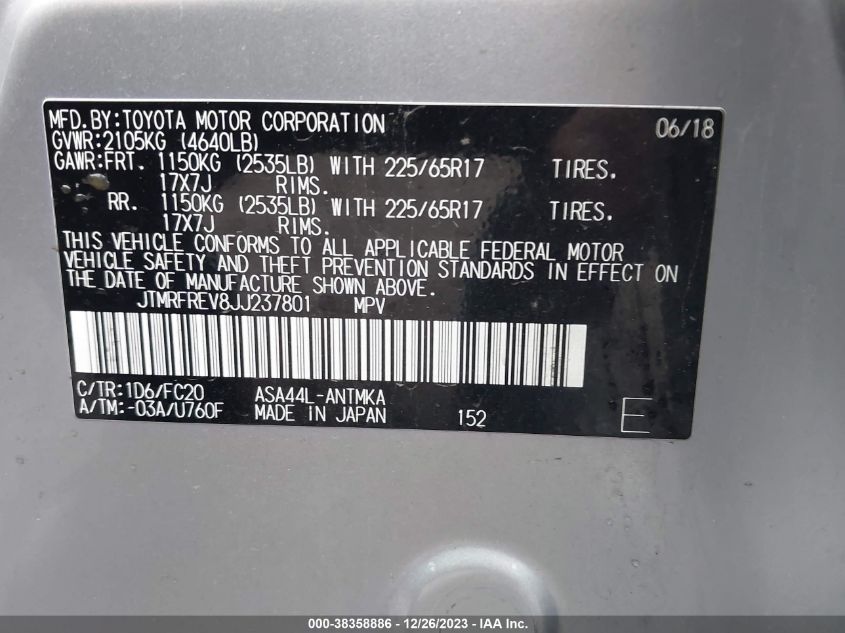 MFD.BY:TOYOTA MOTOR CORPORATION 06/18
GVWR:2105KG (4640LB)
GAWR:FRT. 1150KG (2535LB) WITH 225/65R17 TIRES.
17X7J RIMS.
RR. 1150KG (2535LB) WITH 225/65R17 TIRES.
17X7J RIMS.
THIS VEHICLE CONFORMS TO ALL APPLICABLE FEDERAL MOTOR
VEHICLE SAFETY AND THEFT PREVENTION STANDARDS IN EFFECT ON
THE DATE OF MANUFACTURE SHOWN ABOVE.
JTMRFREV8JJ237801 MPV
C/TR:1D6/FC20 ASA44L-ANTMKA
A/TM:-03A/U760F MADE IN JAPAN 152 E
000-38358886 - 12/26/2023 - IAA Inc.